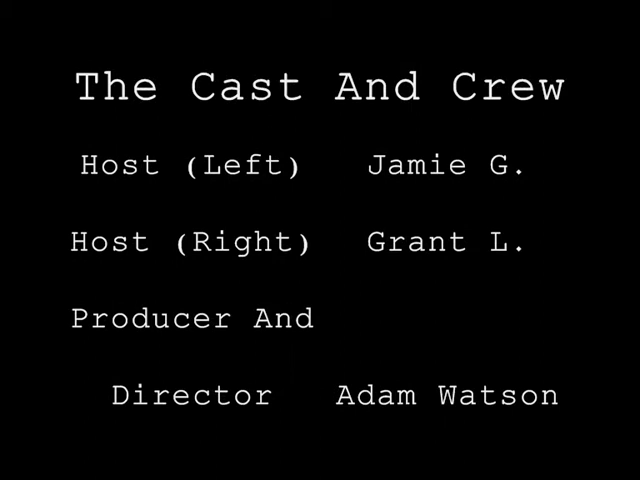 The Cast And Crew
Host (Left) Jamie G.
Host (Right) Grant L.
Producer And
Director Adam Watson